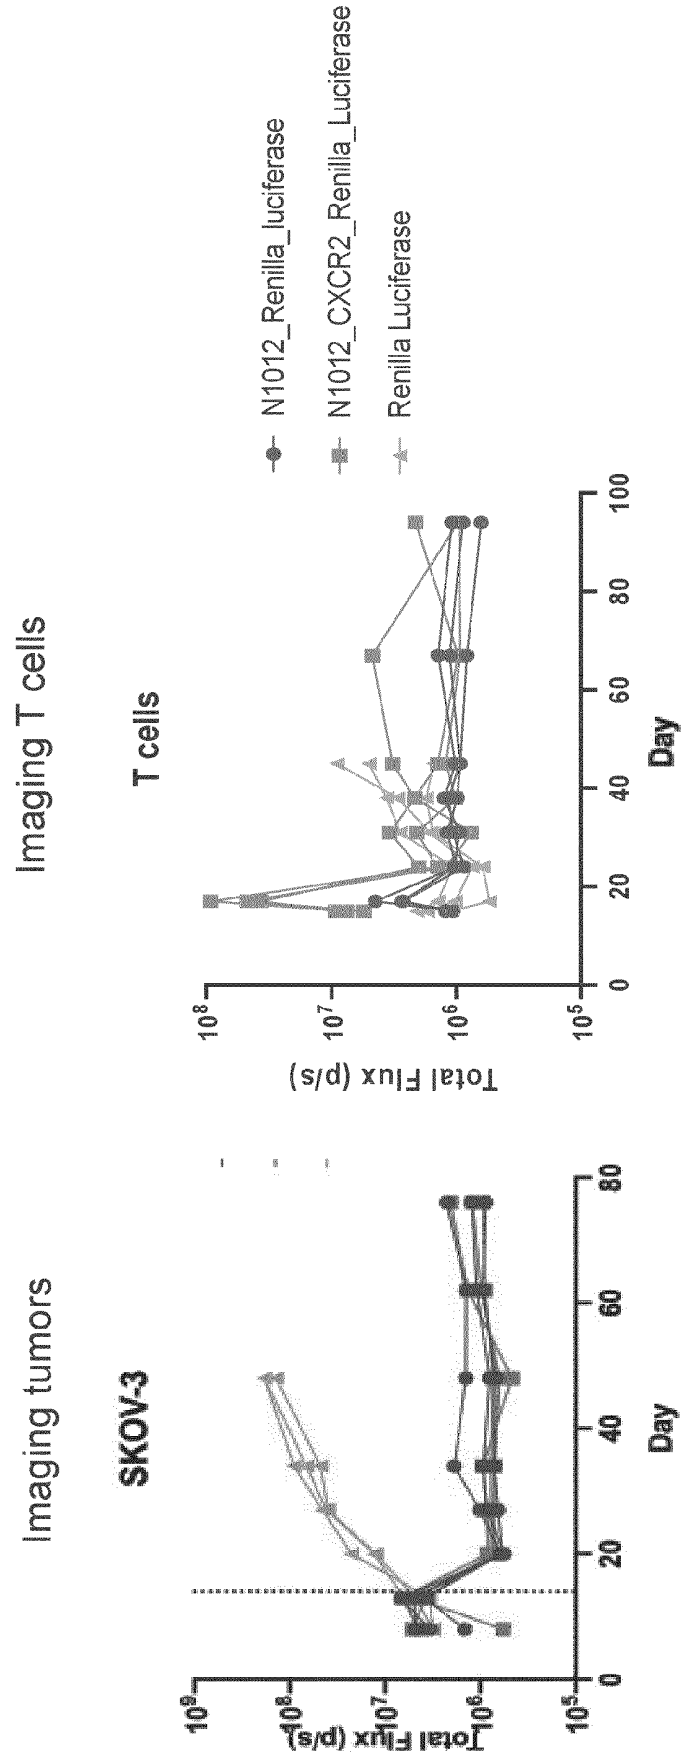 Imaging tumors
SKOV-3
Total Flux (p/s)
10⁹
10⁸
10⁷
10⁶
10⁵
0
20
40
60
80
Day
Imaging T cells
T cells
Total Flux (p/s)
10⁸
10⁷
10⁶
10⁵
0
20
40
60
80
100
Day
N1012_Renilla_luciferase
N1012_CXCR2_Renilla_Luciferase
Renilla Luciferase